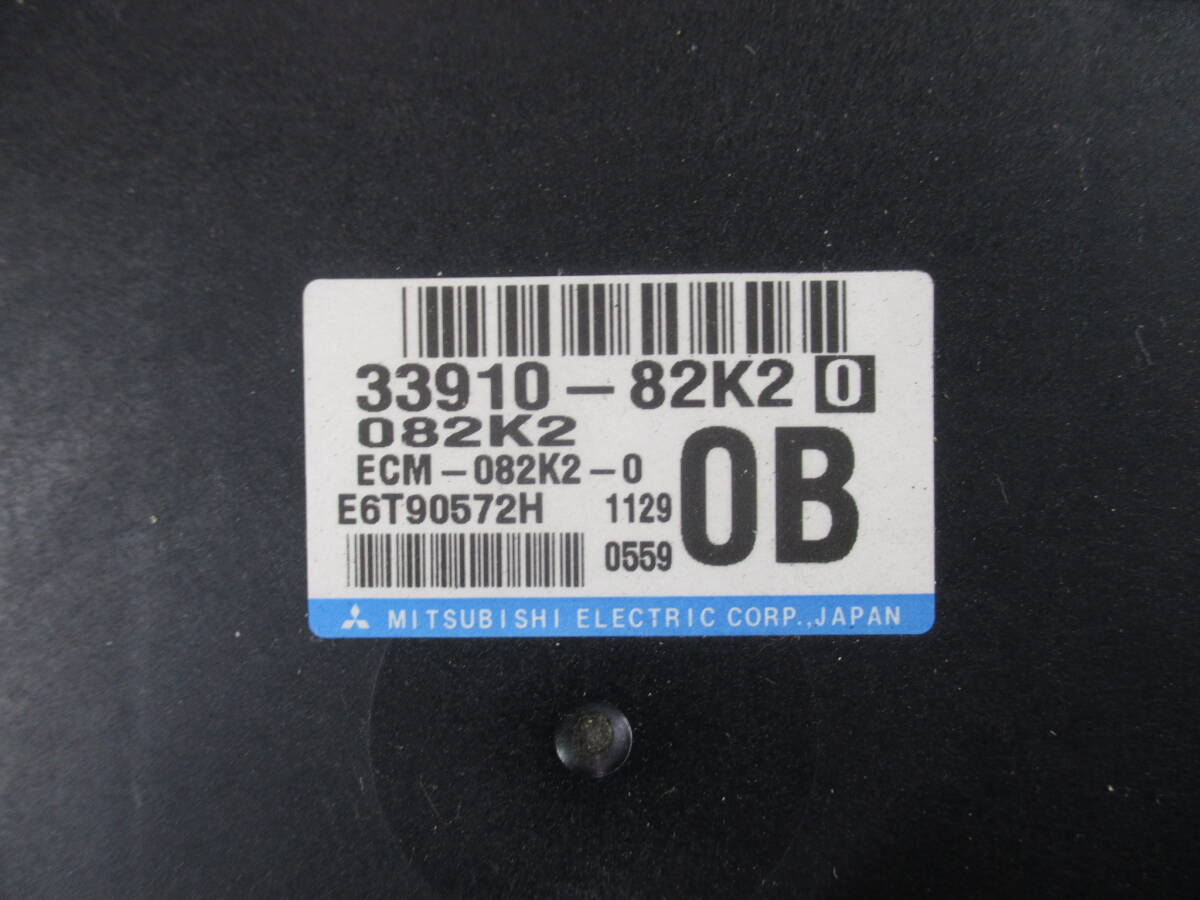 33910-82K2 0
082K2
ECM-082K2-0
0B
E6T90572H 1129
0559
MITSUBISHI ELECTRIC CORP.,JAPAN